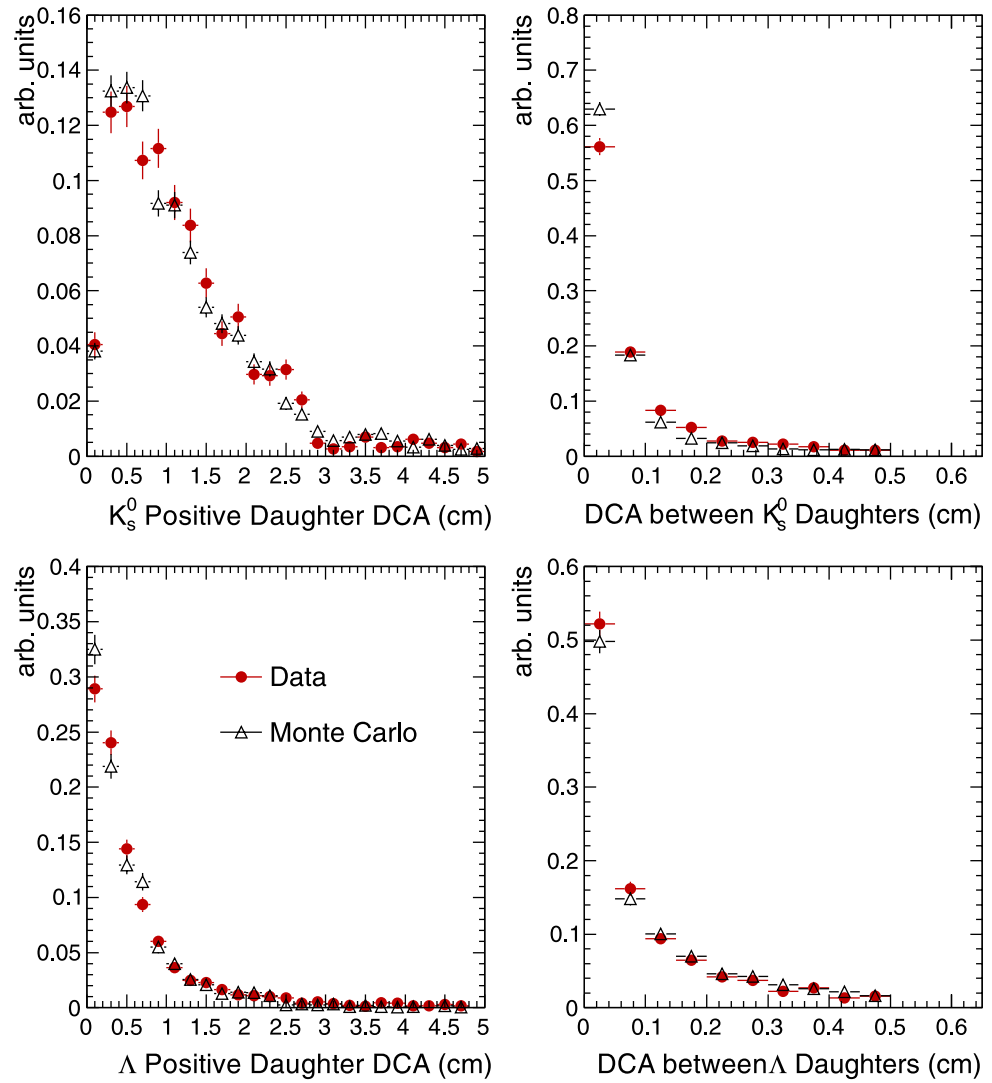 arb. units
0.16
0.14
0.12
0.1
0.08
0.06
0.04
0.02
0
0 0.5 1 1.5 2 2.5 3 3.5 4 4.5 5
K⁰ₛ Positive Daughter DCA (cm)
arb. units
0.8
0.7
0.6
0.5
0.4
0.3
0.2
0.1
0
0 0.1 0.2 0.3 0.4 0.5 0.6
DCA between K⁰ₛ Daughters (cm)
arb. units
0.4
0.35
0.3
0.25
0.2
0.15
0.1
0.05
0
0 0.5 1 1.5 2 2.5 3 3.5 4 4.5 5
Data
Monte Carlo
Λ Positive Daughter DCA (cm)
arb. units
0.6
0.5
0.4
0.3
0.2
0.1
0
0 0.1 0.2 0.3 0.4 0.5 0.6
DCA betweenΛ Daughters (cm)